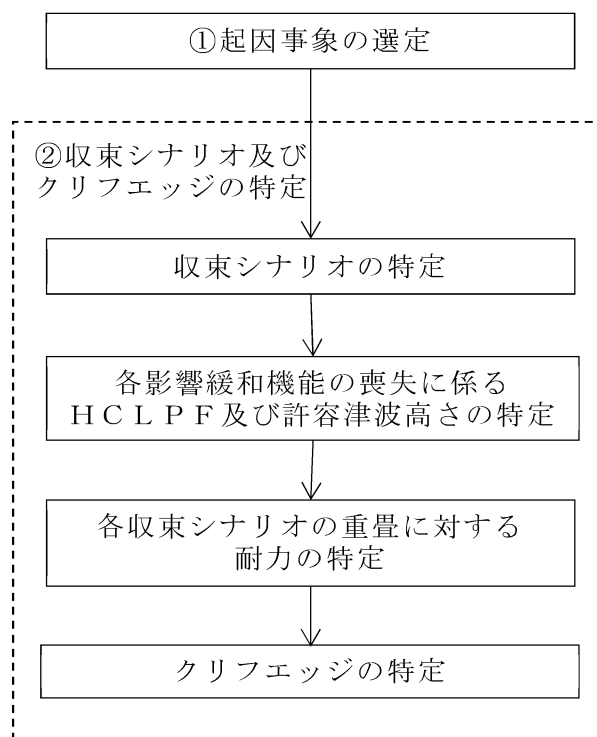 ①起因事象の選定
②収束シナリオ及び
クリフエッジの特定
収束シナリオの特定
各影響緩和機能の喪失に係る
ＨＣＬＰＦ及び許容津波高さの特定
各収束シナリオの重畳に対する
耐力の特定
クリフエッジの特定